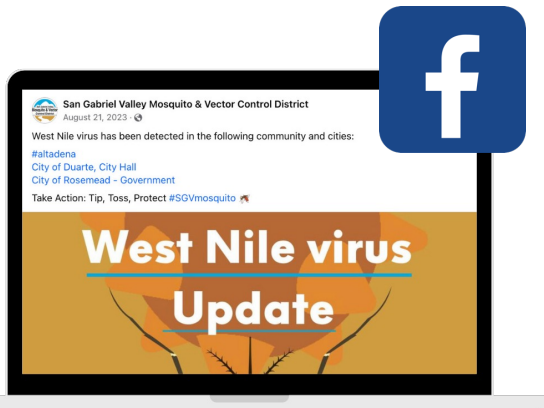 San Gabriel Valley Mosquito & Vector Control District
August 21, 2023 ·
West Nile virus has been detected in the following community and cities:
#altadena
City of Duarte, City Hall
City of Rosemead - Government
Take Action: Tip, Toss, Protect #SGVmosquito
West Nile virus
Update
f